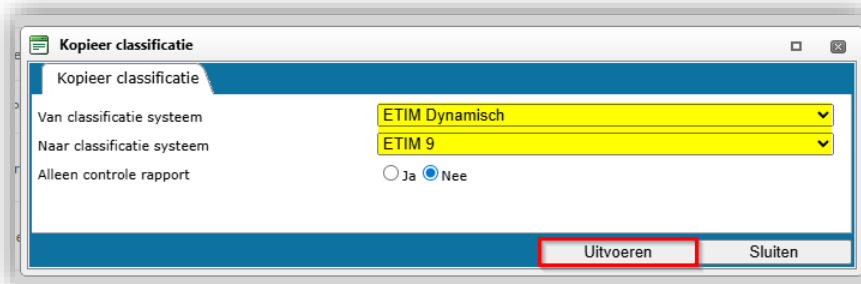 Kopieer classificatie
Kopieer classificatie
Van classificatie systeem ETIM Dynamisch
Naar classificatie systeem ETIM 9
Alleen controle rapport Ja Nee
Uitvoeren Sluiten